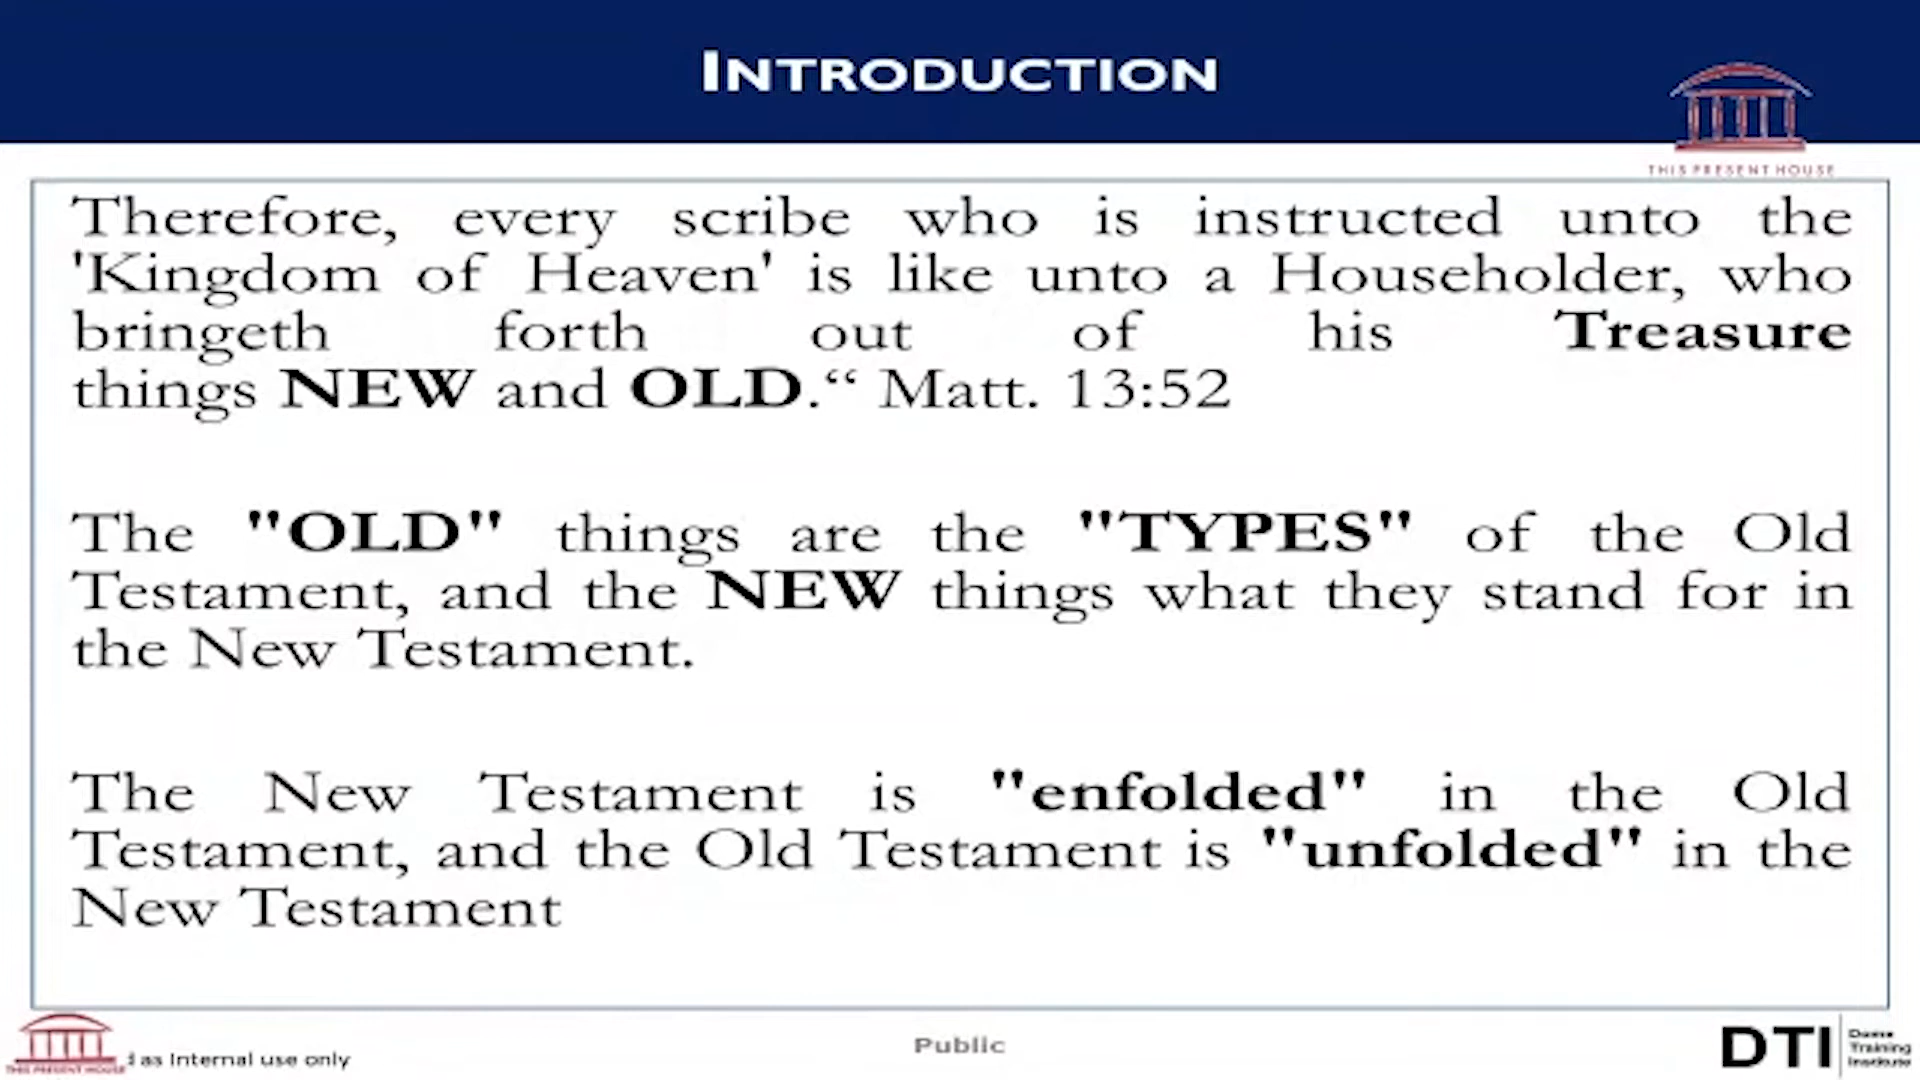 INTRODUCTION
THIS PRESENT HOUSE
Therefore, every scribe who is instructed unto the
'Kingdom of Heaven' is like unto a Householder, who
bringeth forth out of his Treasure
things NEW and OLD.“ Matt. 13:52
The "OLD" things are the "TYPES" of the Old
Testament, and the NEW things what they stand for in
the New Testament.
The New Testament is "enfolded" in the Old
Testament, and the Old Testament is "unfolded" in the
New Testament
THIS PRESENT HOUSE
d as Internal use only
Public
DTI
Dome
Training
Institute